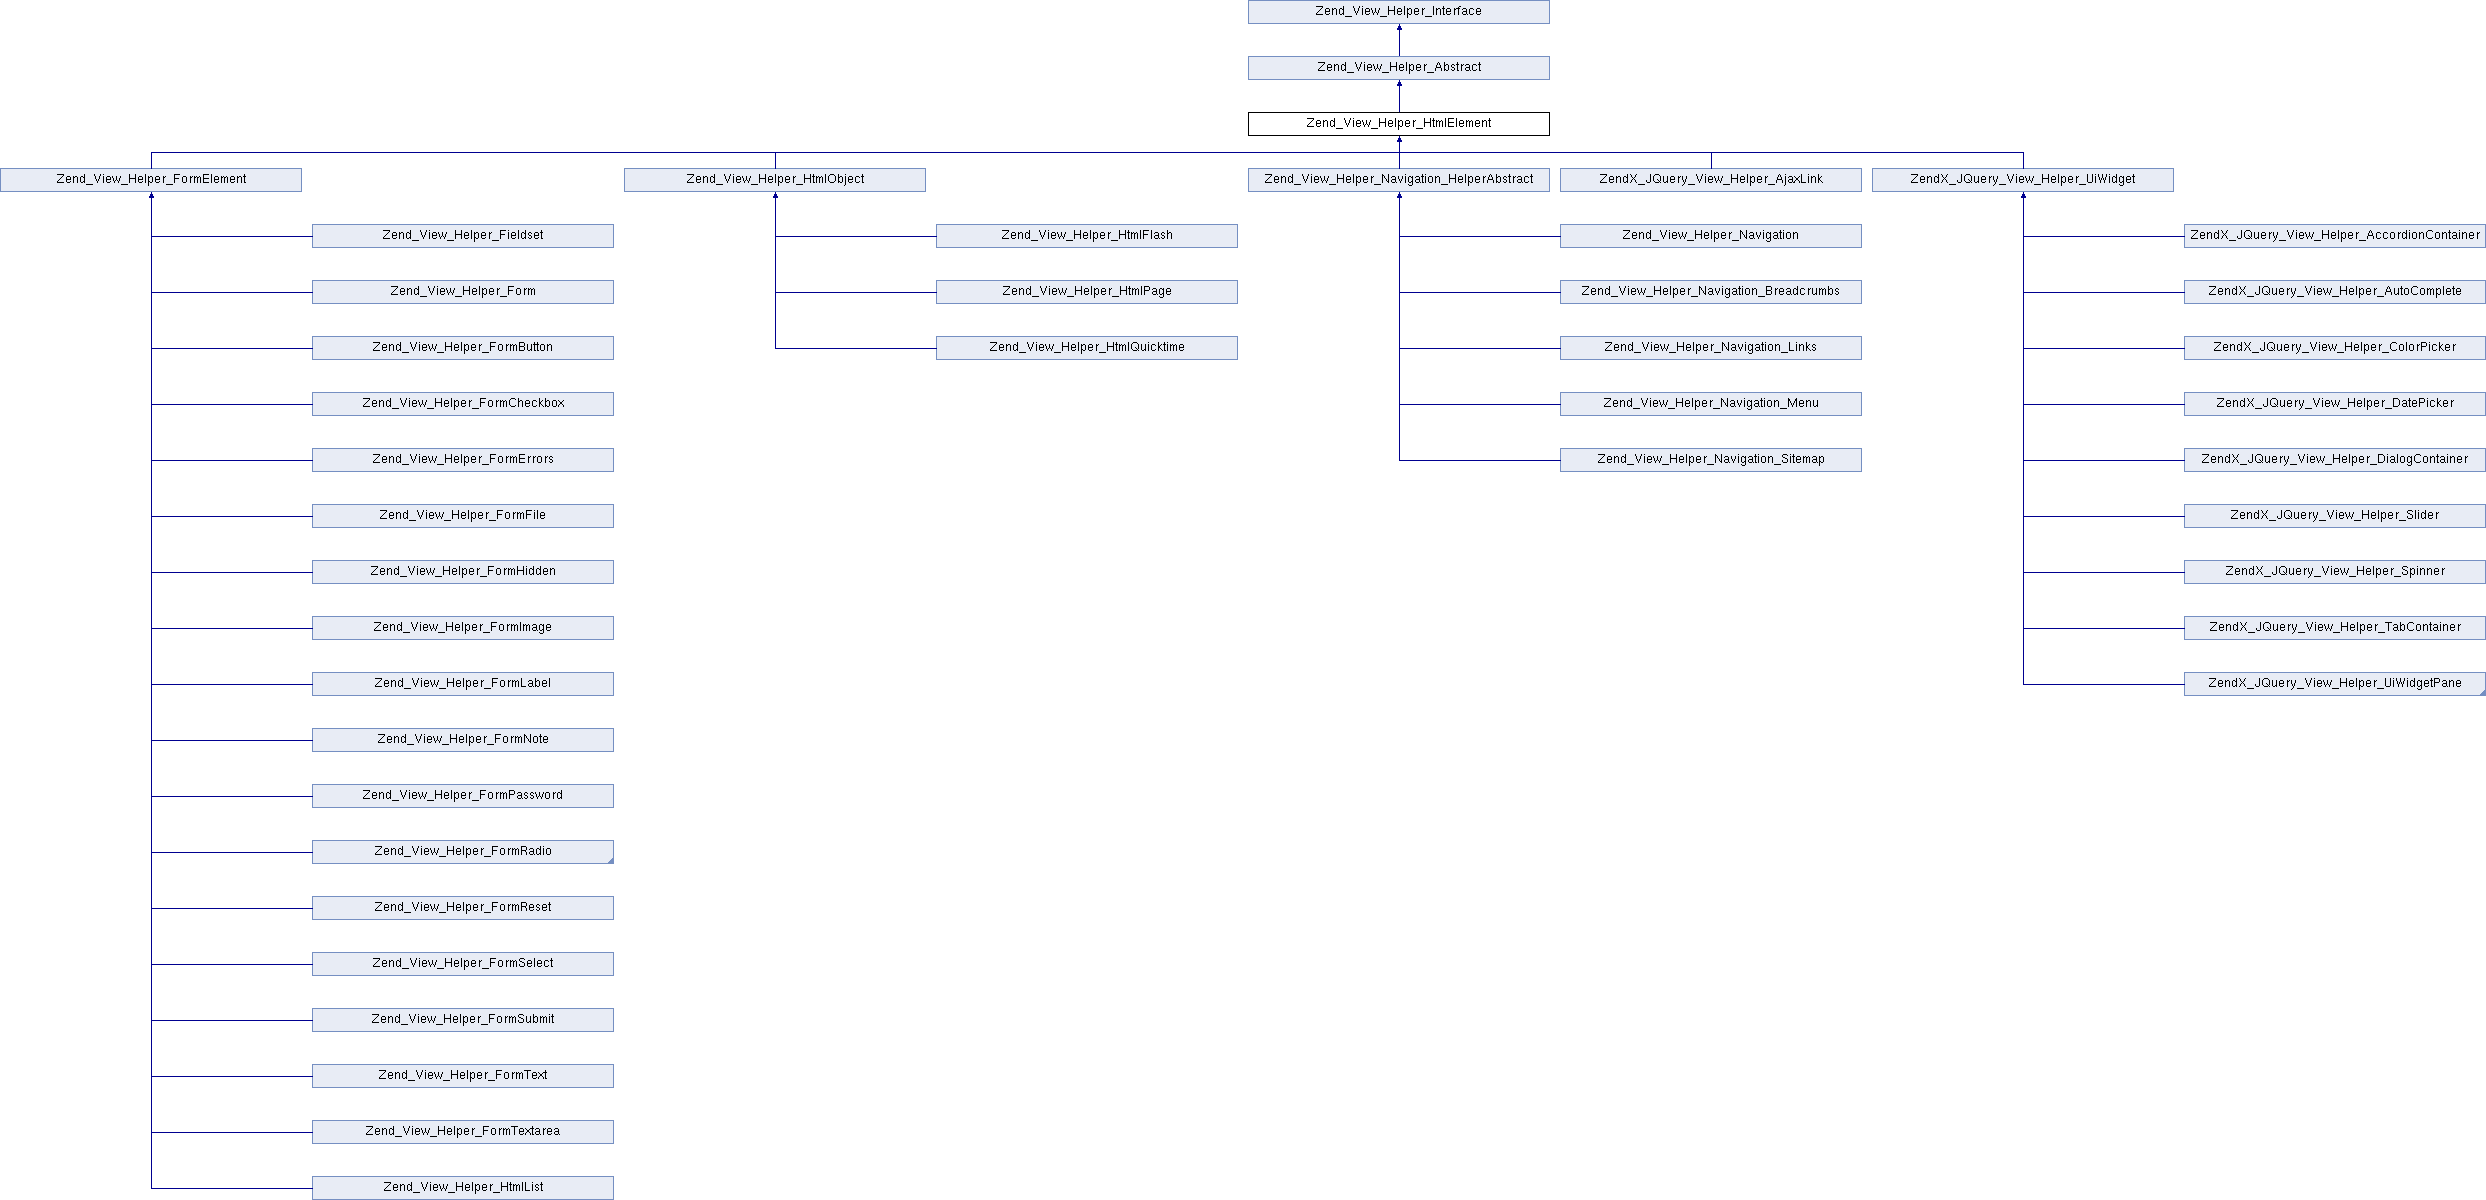 Zend_View_Helper_Interface
Zend_View_Helper_Abstract
Zend_View_Helper_HtmlElement
Zend_View_Helper_FormElement
Zend_View_Helper_HtmlObject
Zend_View_Helper_Navigation_HelperAbstract
ZendX_JQuery_View_Helper_AjaxLink
ZendX_JQuery_View_Helper_UiWidget
Zend_View_Helper_Fieldset
Zend_View_Helper_HtmlFlash
Zend_View_Helper_Navigation
ZendX_JQuery_View_Helper_AccordionContainer
Zend_View_Helper_Form
Zend_View_Helper_HtmlPage
Zend_View_Helper_Navigation_Breadcrumbs
ZendX_JQuery_View_Helper_AutoComplete
Zend_View_Helper_FormButton
Zend_View_Helper_HtmlQuicktime
Zend_View_Helper_Navigation_Links
ZendX_JQuery_View_Helper_ColorPicker
Zend_View_Helper_FormCheckbox
Zend_View_Helper_Navigation_Menu
ZendX_JQuery_View_Helper_DatePicker
Zend_View_Helper_FormErrors
Zend_View_Helper_Navigation_Sitemap
ZendX_JQuery_View_Helper_DialogContainer
Zend_View_Helper_FormFile
ZendX_JQuery_View_Helper_Slider
Zend_View_Helper_FormHidden
ZendX_JQuery_View_Helper_Spinner
Zend_View_Helper_FormImage
ZendX_JQuery_View_Helper_TabContainer
Zend_View_Helper_FormLabel
ZendX_JQuery_View_Helper_UiWidgetPane
Zend_View_Helper_FormNote
Zend_View_Helper_FormPassword
Zend_View_Helper_FormRadio
Zend_View_Helper_FormReset
Zend_View_Helper_FormSelect
Zend_View_Helper_FormSubmit
Zend_View_Helper_FormText
Zend_View_Helper_FormTextarea
Zend_View_Helper_HtmlList